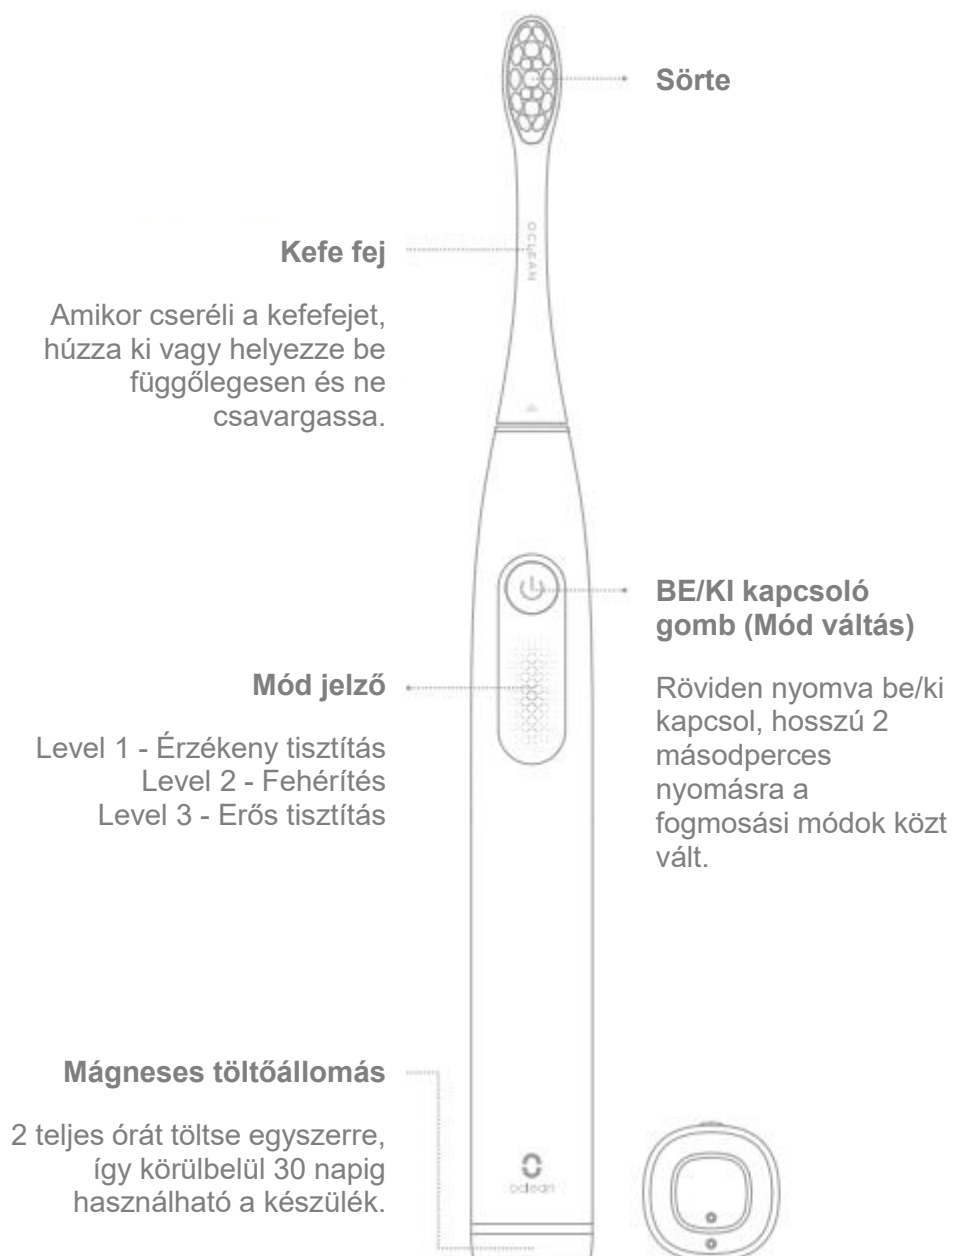 Sörte
OCLEAN
Kefe fej
Amikor cseréli a kefefejet,
húzza ki vagy helyezze be
függőlegesen és ne
csavargassa.
BE/KI kapcsoló
gomb (Mód váltás)
Röviden nyomva be/ki
kapcsol, hosszú 2
másodperces
nyomásra a
fogmosási módok közt
vált.
Mód jelző
Level 1 - Érzékeny tisztítás
Level 2 - Fehérítés
Level 3 - Erős tisztítás
Mágneses töltőállomás
2 teljes órát töltse egyszerre,
így körülbelül 30 napig
használható a készülék.
oclean